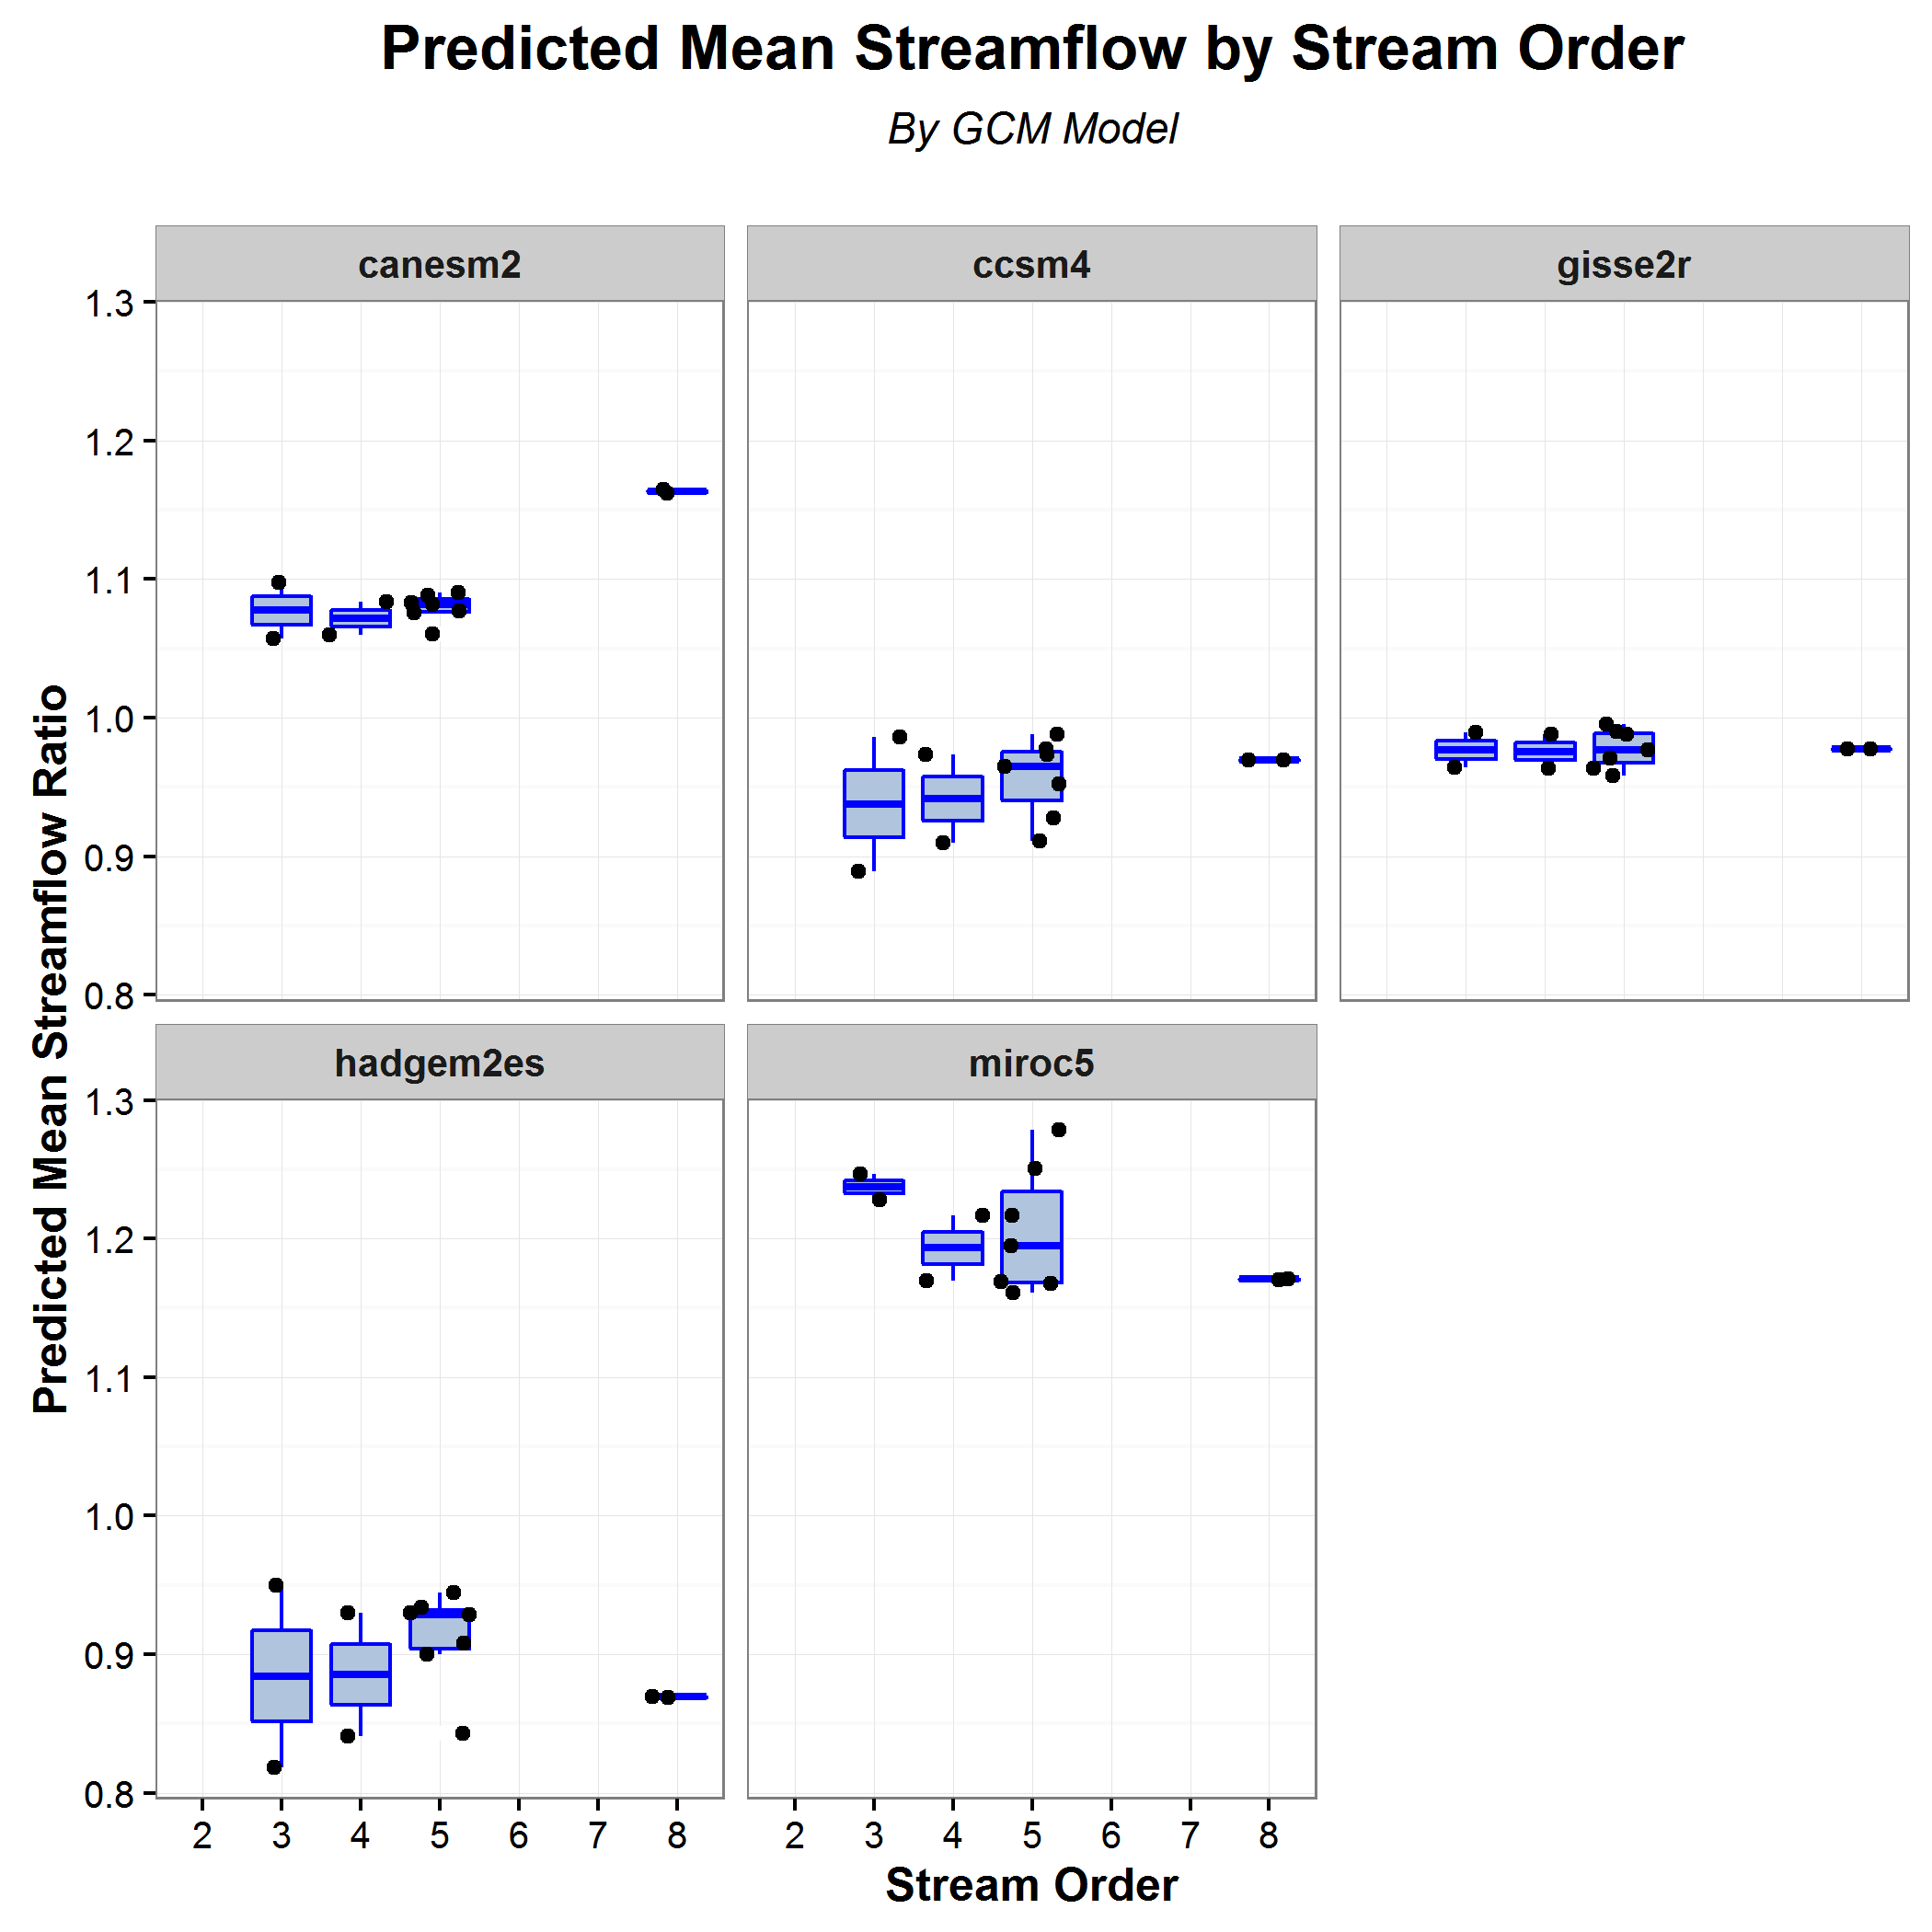 Predicted Mean Streamflow by Stream Order
By GCM Model
canesm2
ccsm4
gisse2r
1.3
1.2
1.1
1.0
0.9
0.8
Predicted Mean Streamflow Ratio
hadgem2es
miroc5
1.3
1.2
1.1
1.0
0.9
0.8
2 3 4 5 6 7 8
2 3 4 5 6 7 8
Stream Order